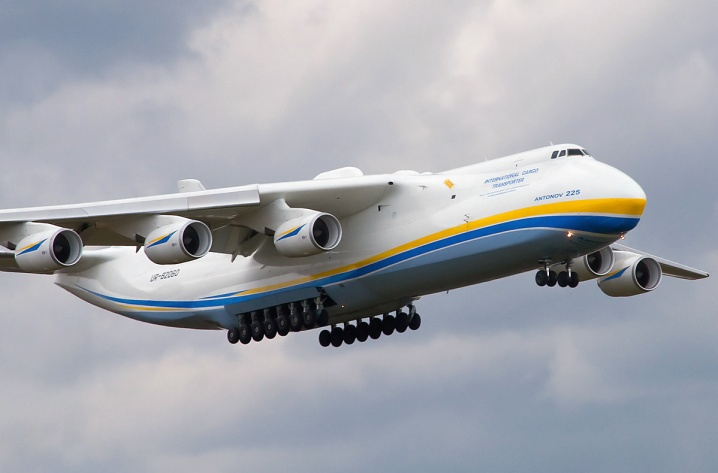 INTERNATIONAL CARGO
TRANSPORTER
ANTONOV 225
UR-82060